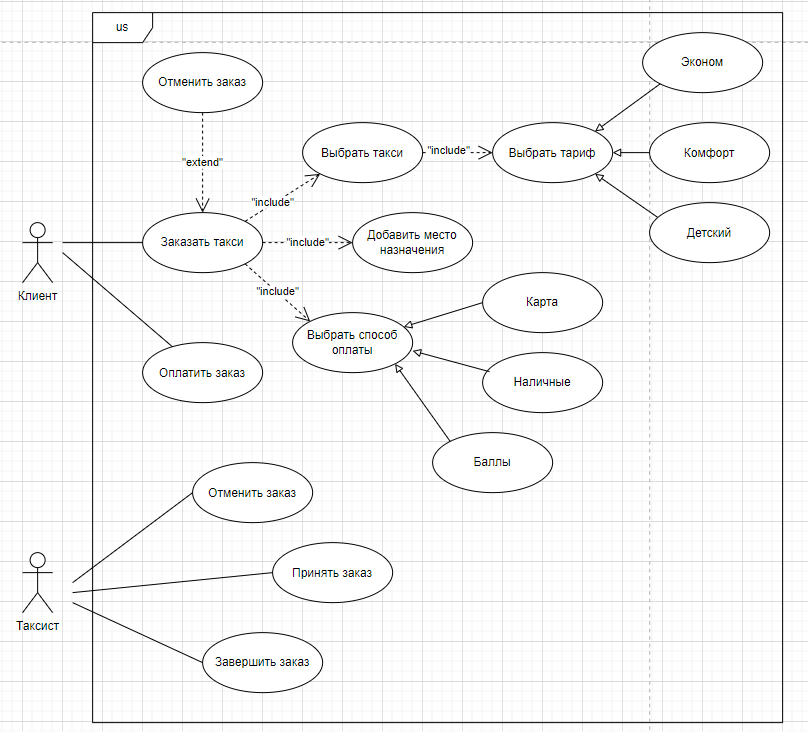 us
Отменить заказ
Эконом
"extend"
Выбрать такси
"include"
Выбрать тариф
Комфорт
"include"
Заказать такси
"include"
Добавить место
назначения
Детский
Клиент
"include"
Карта
Выбрать способ
оплаты
Оплатить заказ
Наличные
Баллы
Отменить заказ
Принять заказ
Таксист
Завершить заказ